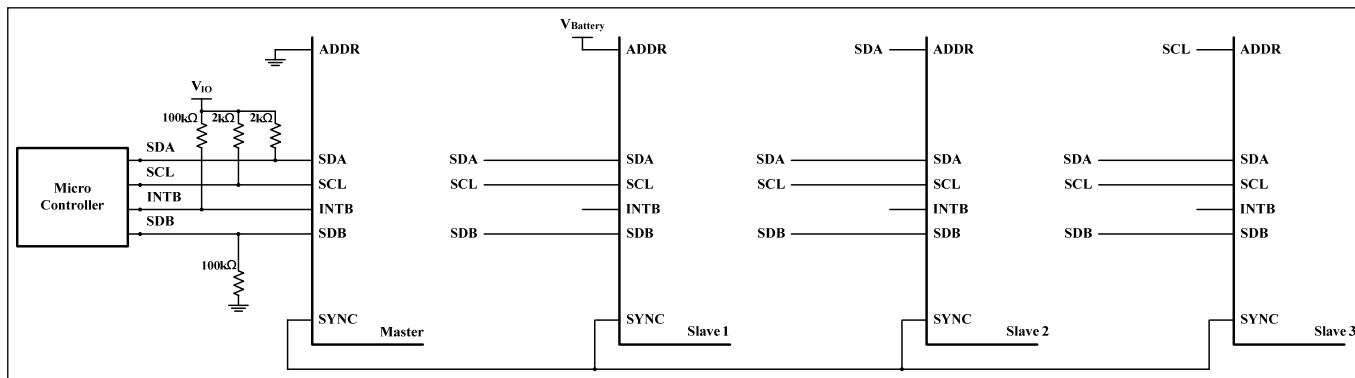 V_Battery
ADDR
ADDR
SDA
ADDR
SCL
ADDR
V_IO
100kΩ
2kΩ
2kΩ
Micro
Controller
SDA
SCL
INTB
SDB
SDA
SCL
INTB
SDB
SDA
SCL
SDB
SDA
SCL
INTB
SDB
SDA
SCL
SDB
SDA
SCL
INTB
SDB
SDA
SCL
SDB
SDA
SCL
INTB
SDB
100kΩ
SYNC
Master
SYNC
Slave 1
SYNC
Slave 2
SYNC
Slave 3